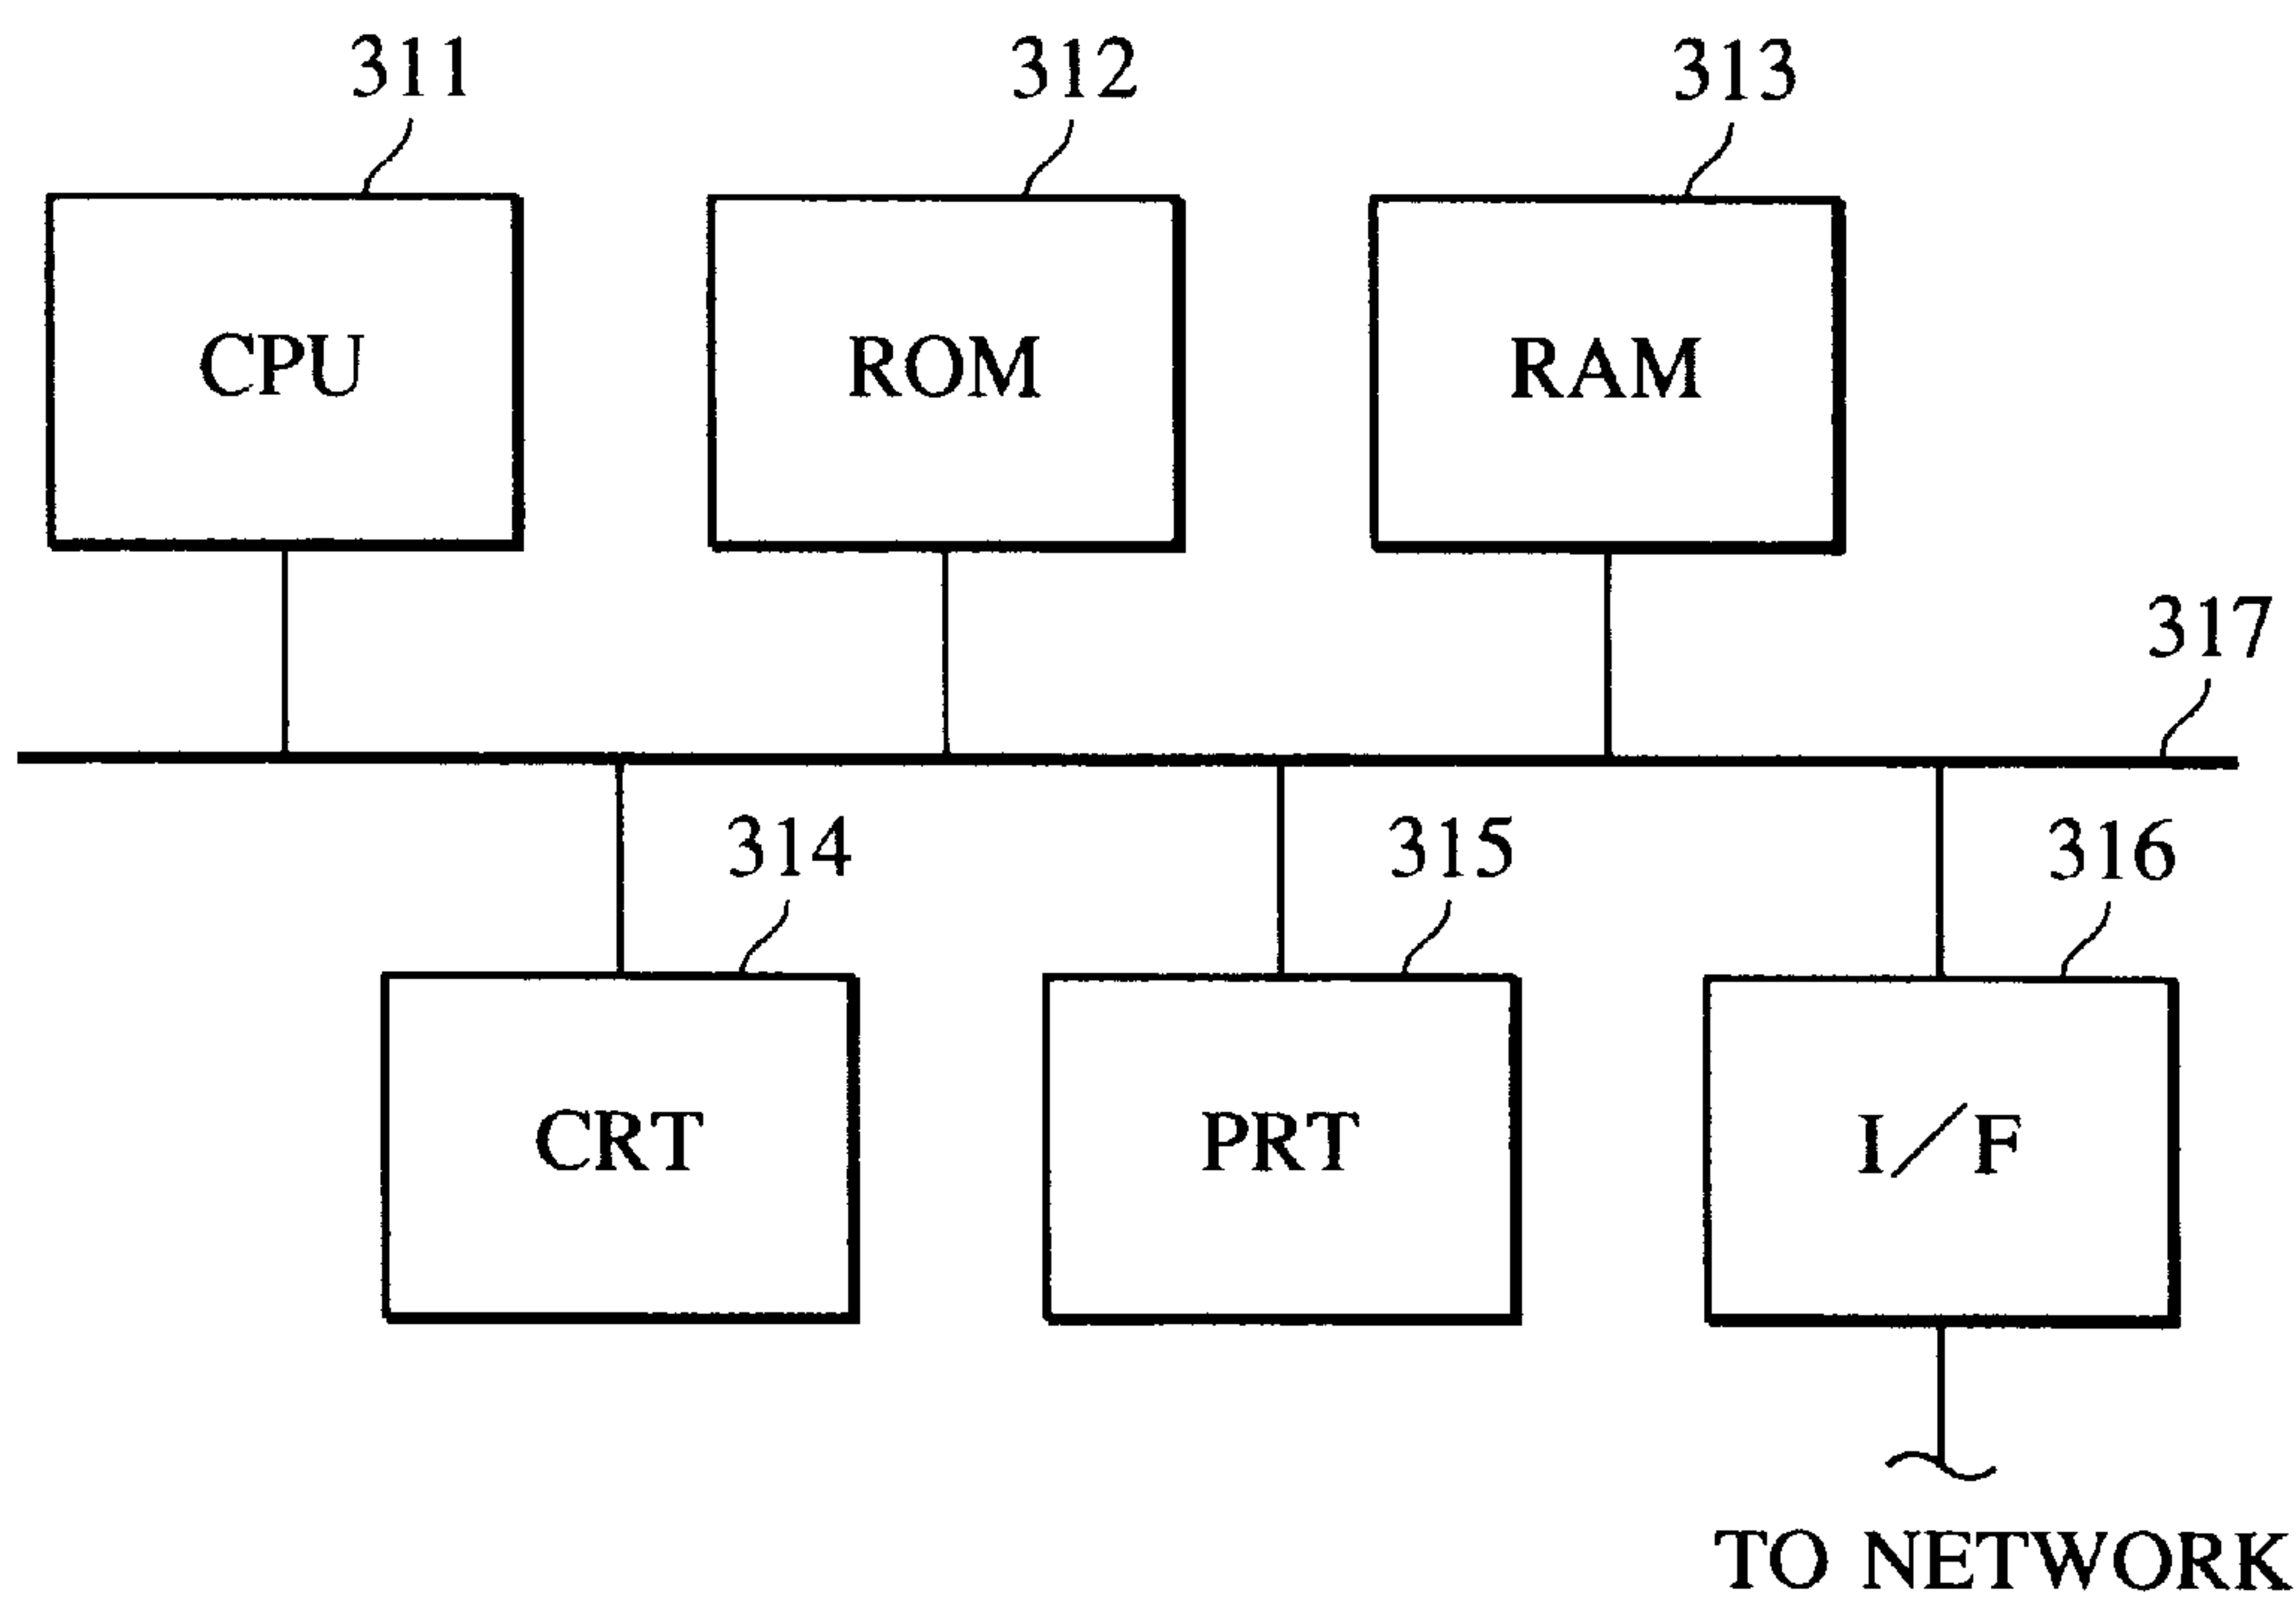 311
312
313
CPU
ROM
RAM
317
314
315
316
CRT
PRT
I/F
TO NETWORK